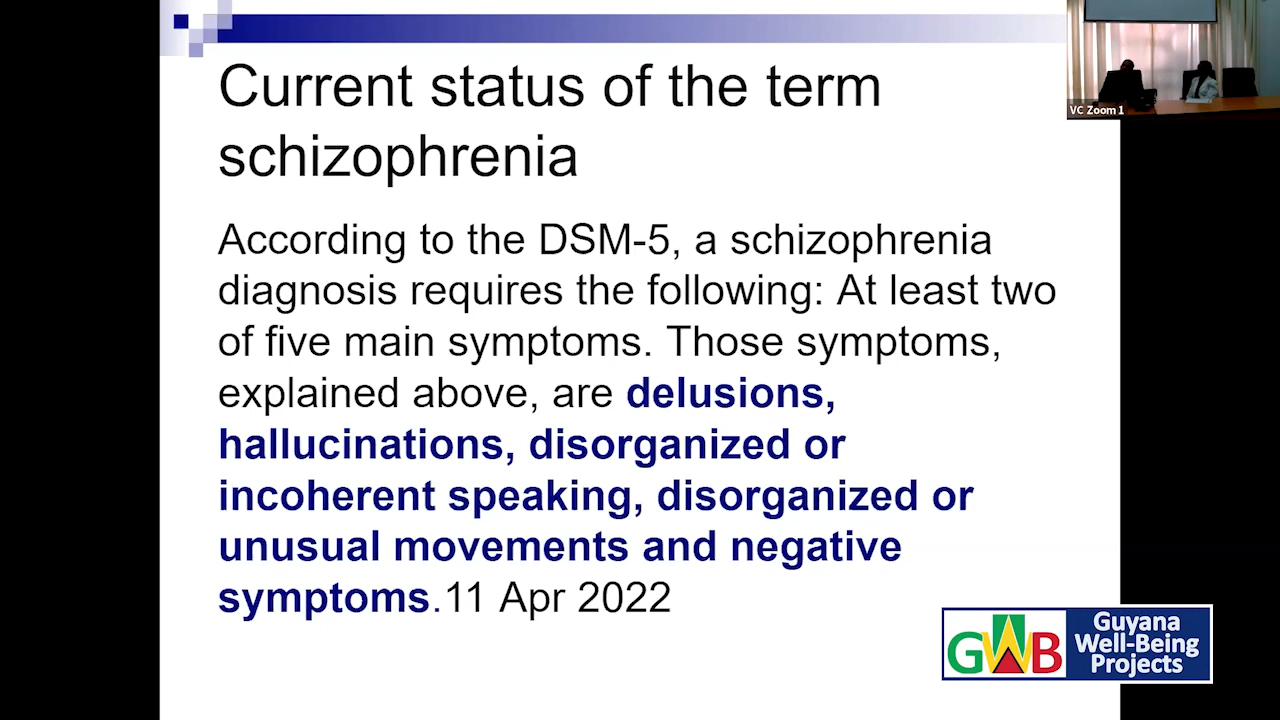 Current status of the term
schizophrenia
According to the DSM-5, a schizophrenia
diagnosis requires the following: At least two
of five main symptoms. Those symptoms,
explained above, are delusions,
hallucinations, disorganized or
incoherent speaking, disorganized or
unusual movements and negative
symptoms.11 Apr 2022
VC Zoom 1
GWB
Guyana
Well-Being
Projects